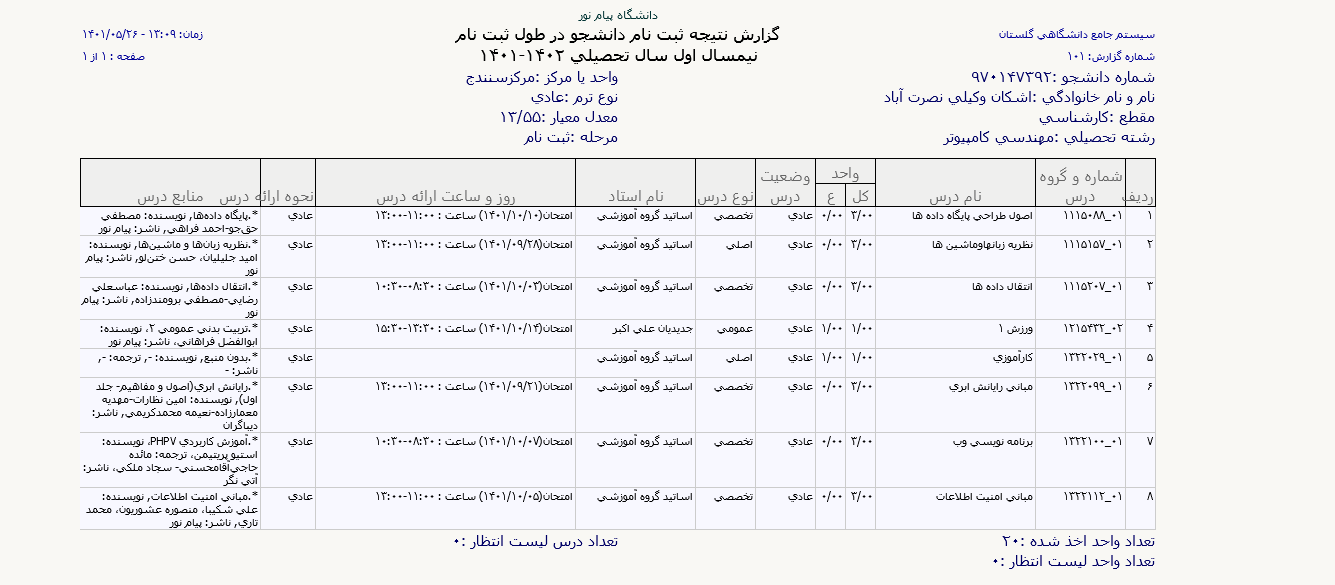 دانشگاه پيام نور
سيستم جامع دانشگاهي گلستان
گزارش نتيجه ثبت نام دانشجو در طول ثبت نام
زمان: ۱۳:۰۹ - ۱۴۰۱/۰۵/۲۶
شماره گزارش: ۱۰۱
نيمسال اول سال تحصيلي ۱۴۰۲-۱۴۰۱
صفحه : ۱ از ۱
شماره دانشجو :۹۷۰۱۴۷۳۹۲ واحد يا مرکز :مرکزسنندج
نام و نام خانوادگي :اشکان وکيلي نصرت آباد نوع ترم :عادي
مقطع :کارشناسي معدل معيار :۱۳/۵۵
رشته تحصيلي :مهندسي کامپيوتر مرحله :ثبت نام
رديف شماره و گروه درس نام درس واحد کل ع وضعيت درس نوع درس نام استاد روز و ساعت ارائه درس نحوه ارائه درس منابع درس
۱ ۱۱۱۵۰۸۸_۰۱ اصول طراحي پايگاه داده ها ۳/۰۰ ۰/۰۰ عادي تخصصي اساتيد گروه آموزشي امتحان(۱۴۰۱/۱۰/۱۰) ساعت : ۱۱:۰۰-۱۳:۰۰ عادي *.پايگاه داده‌ها, نويسنده: مصطفي
حق‌جو-احمد فراهي, ناشر: پيام نور
۲ ۱۱۱۵۱۵۷_۰۱ نظريه زبانهاوماشين ها ۳/۰۰ ۰/۰۰ عادي اصلي اساتيد گروه آموزشي امتحان(۱۴۰۱/۰۹/۲۸) ساعت : ۱۱:۰۰-۱۳:۰۰ عادي *.نظريه زبان‌ها و ماشين‌ها, نويسنده:
اميد جليليان، حسن ختن‌لو, ناشر: پيام
نور
۳ ۱۱۱۵۲۰۷_۰۱ انتقال داده ها ۳/۰۰ ۰/۰۰ عادي تخصصي اساتيد گروه آموزشي امتحان(۱۴۰۱/۱۰/۰۳) ساعت : ۰۸:۳۰-۱۰:۳۰ عادي *.انتقال داده‌ها, نويسنده: عباسعلي
رضايي-مصطفي برومندزاده, ناشر: پيام
نور
۴ ۱۲۱۵۴۳۲_۰۲ ورزش ۱ ۱/۰۰ ۱/۰۰ عادي عمومي جديديان علي اکبر امتحان(۱۴۰۱/۱۰/۱۴) ساعت : ۱۳:۳۰-۱۵:۳۰ عادي *.تربيت بدني عمومي ۲، نويسنده:
ابوالفضل فراهاني، ناشر: پيام نور
۵ ۱۳۲۲۰۲۹_۰۱ کارآموزي ۱/۰۰ ۱/۰۰ عادي اصلي اساتيد گروه آموزشي عادي *.بدون منبع, نويسنده: -, ترجمه: -,
ناشر: -
۶ ۱۳۲۲۰۹۹_۰۱ مباني رايانش ابري ۳/۰۰ ۰/۰۰ عادي تخصصي اساتيد گروه آموزشي امتحان(۱۴۰۱/۰۹/۲۱) ساعت : ۱۱:۰۰-۱۳:۰۰ عادي *.رايانش ابري(اصول و مفاهيم- جلد
اول), نويسنده: امين نظارات-مهديه
معمارزاده-نعيمه محمدکريمي, ناشر:
ديباگران
۷ ۱۳۲۲۱۰۰_۰۱ برنامه نويسي وب ۳/۰۰ ۰/۰۰ عادي تخصصي اساتيد گروه آموزشي امتحان(۱۴۰۱/۱۰/۰۷) ساعت : ۰۸:۳۰-۱۰:۳۰ عادي *.آموزش کاربردي PHP۷، نويسنده:
استيو پريتيمن، ترجمه: مائده
حاجي‌آقامحسني- سجاد ملکي، ناشر:
آتي نگر
۸ ۱۳۲۲۱۱۲_۰۱ مباني امنيت اطلاعات ۳/۰۰ ۰/۰۰ عادي تخصصي اساتيد گروه آموزشي امتحان(۱۴۰۱/۱۰/۰۵) ساعت : ۱۱:۰۰-۱۳:۰۰ عادي *.مباني امنيت اطلاعات, نويسنده:
علي شکيبا، منصوره عشوريون، محمد
تاري, ناشر: پيام نور
تعداد واحد اخذ شده :۲۰ تعداد درس ليست انتظار :۰
تعداد واحد ليست انتظار :۰